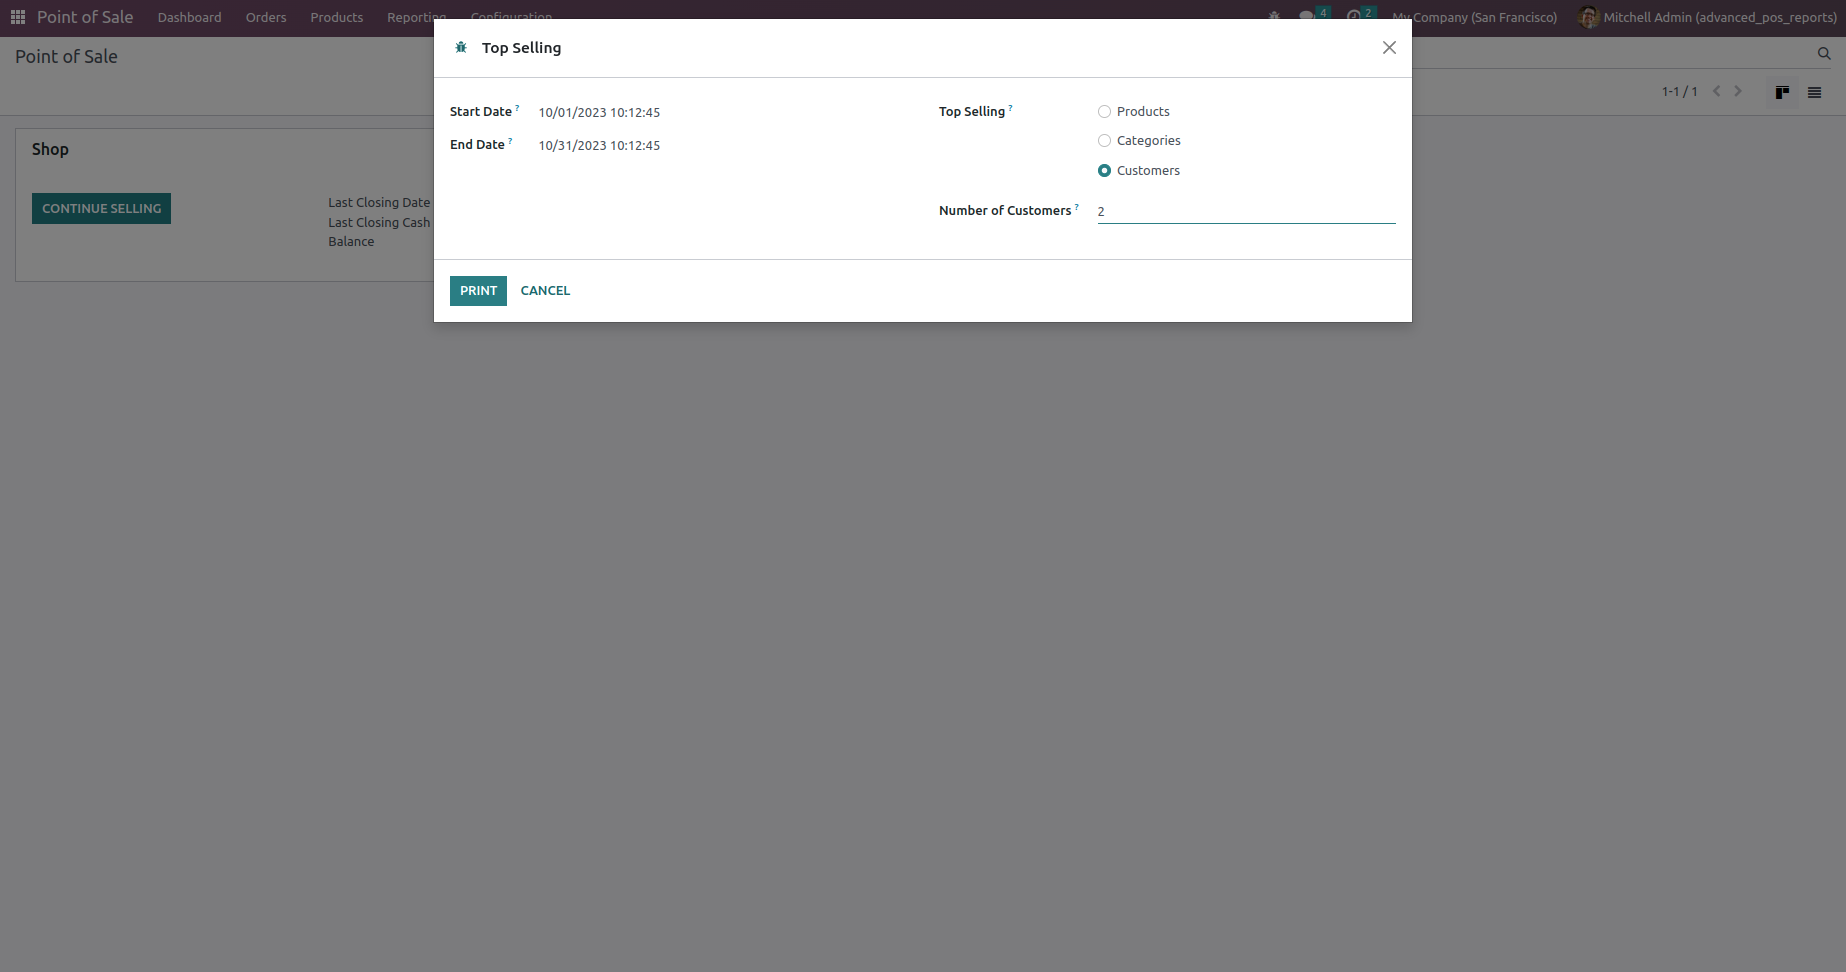 Point of Sale Dashboard Orders Products Reporting Configuration 4 2 My Company (San Francisco) Mitchell Admin (advanced_pos_reports)
Point of Sale
1-1 / 1
Top Selling
Start Date ? 10/01/2023 10:12:45
End Date ? 10/31/2023 10:12:45
Top Selling ?
Products
Categories
Customers
Number of Customers ? 2
PRINT CANCEL
Shop
CONTINUE SELLING
Last Closing Date
Last Closing Cash
Balance